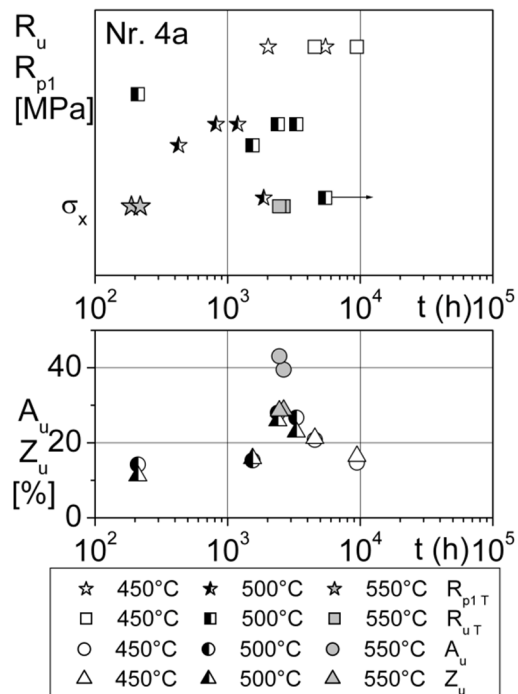 R_u
Nr. 4a
R_p1
[MPa]
σ_x
10^2 10^3 10^4 t (h) 10^5
40
A_u
20
Z_u
[%]
0
10^2 10^3 10^4 t (h) 10^5
450°C 500°C 550°C R_p1 T
450°C 500°C 550°C R_u T
450°C 500°C 550°C A_u
450°C 500°C 550°C Z_u